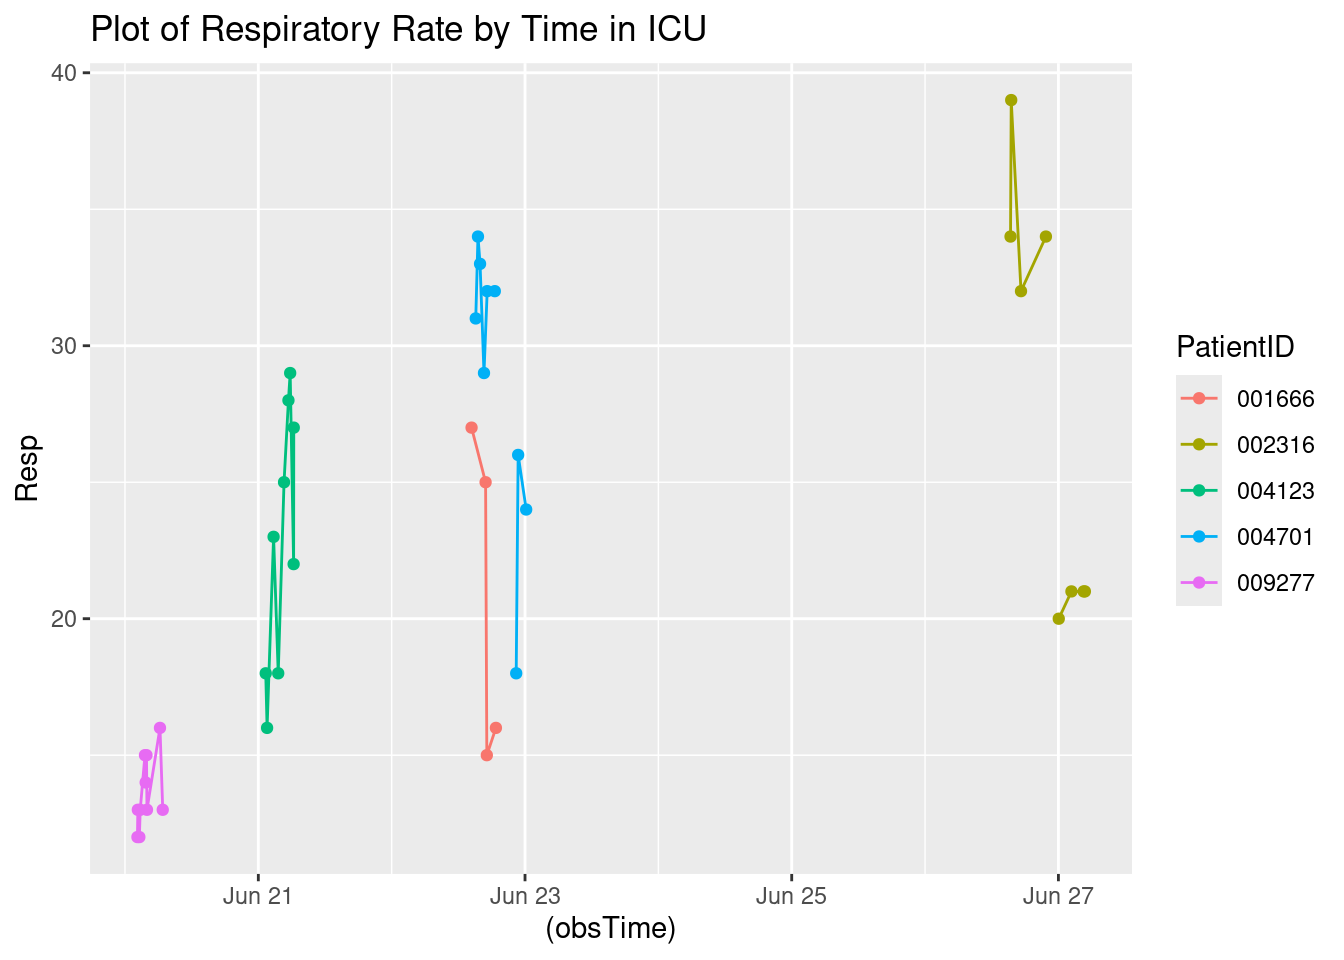 Plot of Respiratory Rate by Time in ICU
40
30
20
Resp
Jun 21
Jun 23
Jun 25
Jun 27
(obsTime)
PatientID
001666
002316
004123
004701
009277